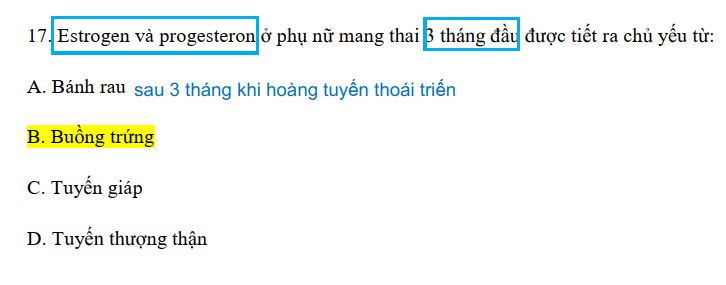 17. Estrogen và progesteron ở phụ nữ mang thai 3 tháng đầu được tiết ra chủ yếu từ:
A. Bánh rau sau 3 tháng khi hoàng tuyến thoái triển
B. Buồng trứng
C. Tuyến giáp
D. Tuyến thượng thận